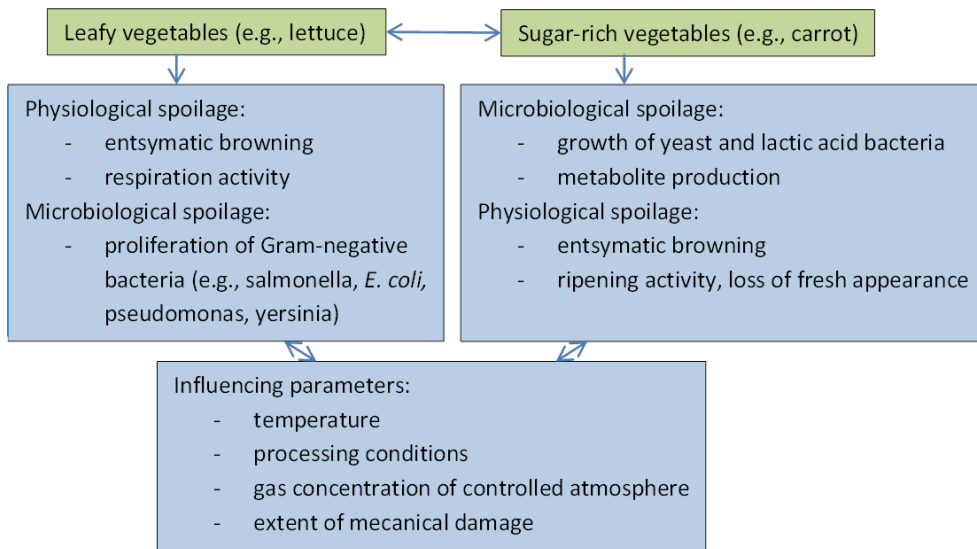 Leafy vegetables (e.g., lettuce)
Sugar-rich vegetables (e.g., carrot)
Physiological spoilage:
- entsymatic browning
- respiration activity
Microbiological spoilage:
- proliferation of Gram-negative
bacteria (e.g., salmonella, E. coli,
pseudomonas, yersinia)
Microbiological spoilage:
- growth of yeast and lactic acid bacteria
- metabolite production
Physiological spoilage:
- entsymatic browning
- ripening activity, loss of fresh appearance
Influencing parameters:
- temperature
- processing conditions
- gas concentration of controlled atmosphere
- extent of mecanical damage